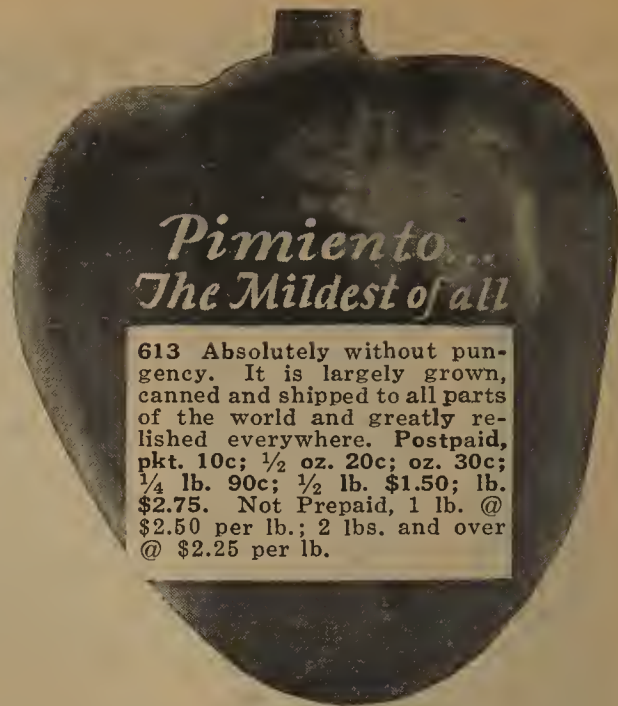 Pimiento...
The Mildest of all
613 Absolutely without pun-
gency. It is largely grown,
canned and shipped to all parts
of the world and greatly re-
lished everywhere. Postpaid,
pkt. 10c; ½ oz. 20c; oz. 30c;
¼ lb. 90c; ½ lb. $1.50; lb.
$2.75. Not Prepaid, 1 lb. @
$2.50 per lb.; 2 lbs. and over
@ $2.25 per lb.